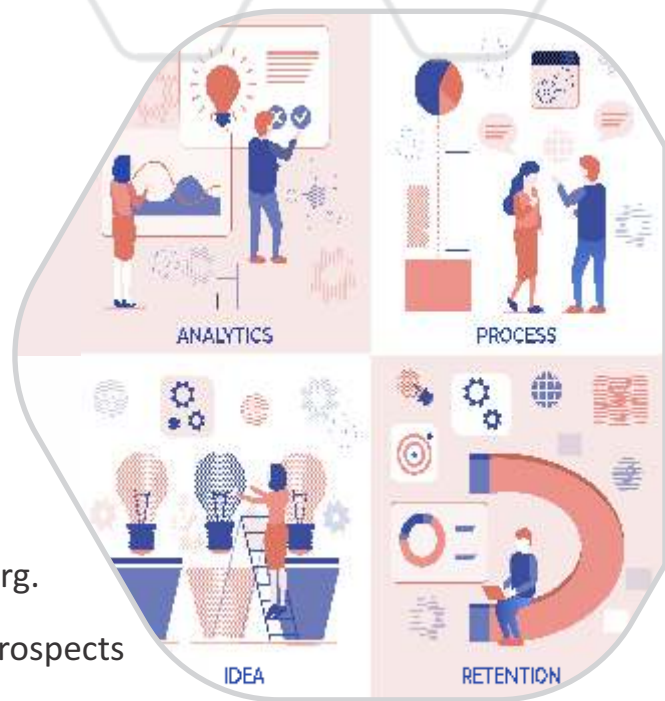 ANALYTICS
PROCESS
rg.
rospects
IDEA
RETENTION